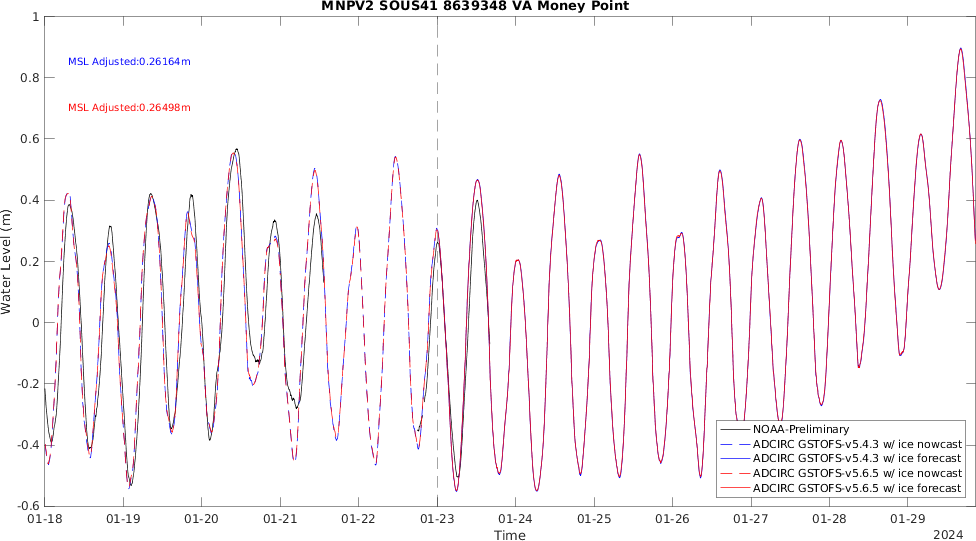 MNPV2 SOUS41 8639348 VA Money Point
1
0.8
0.6
0.4
0.2
0
-0.2
-0.4
-0.6
Water Level (m)
MSL Adjusted:0.26164m
MSL Adjusted:0.26498m
NOAA-Preliminary
ADCIRC GSTOFS-v5.4.3 w/ ice nowcast
ADCIRC GSTOFS-v5.4.3 w/ ice forecast
ADCIRC GSTOFS-v5.6.5 w/ ice nowcast
ADCIRC GSTOFS-v5.6.5 w/ ice forecast
01-18 01-19 01-20 01-21 01-22 01-23 01-24 01-25 01-26 01-27 01-28 01-29
Time
2024